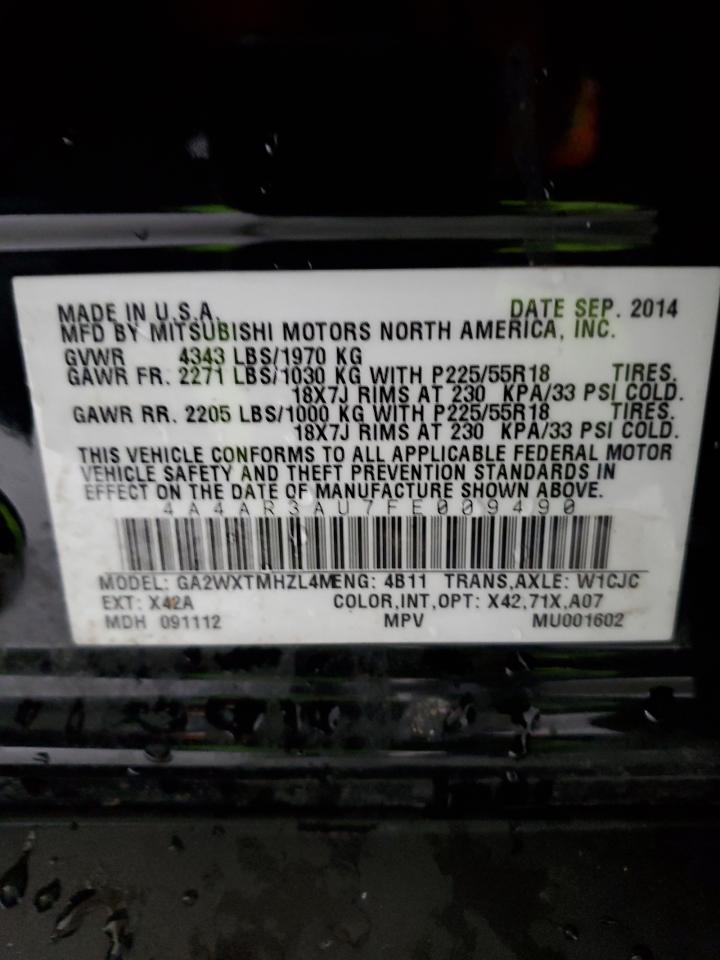 MADE IN U.S.A. DATE SEP. 2014
MFD BY MITSUBISHI MOTORS NORTH AMERICA, INC.
GVWR 4343 LBS/1970 KG
GAWR FR. 2271 LBS/1030 KG WITH P225/55R18 TIRES.
18X7J RIMS AT 230 KPA/33 PSI COLD.
GAWR RR. 2205 LBS/1000 KG WITH P225/55R18 TIRES.
18X7J RIMS AT 230 KPA/33 PSI COLD.
THIS VEHICLE CONFORMS TO ALL APPLICABLE FEDERAL MOTOR
VEHICLE SAFETY AND THEFT PREVENTION STANDARDS IN
EFFECT ON THE DATE OF MANUFACTURE SHOWN ABOVE.
4A4AR3AU7FE009490
MODEL: GA2WXTMHZL4M ENG: 4B11 TRANS,AXLE: W1CJC
EXT: X42A COLOR,INT,OPT: X42,71X,A07
MDH 091112 MPV MU001602